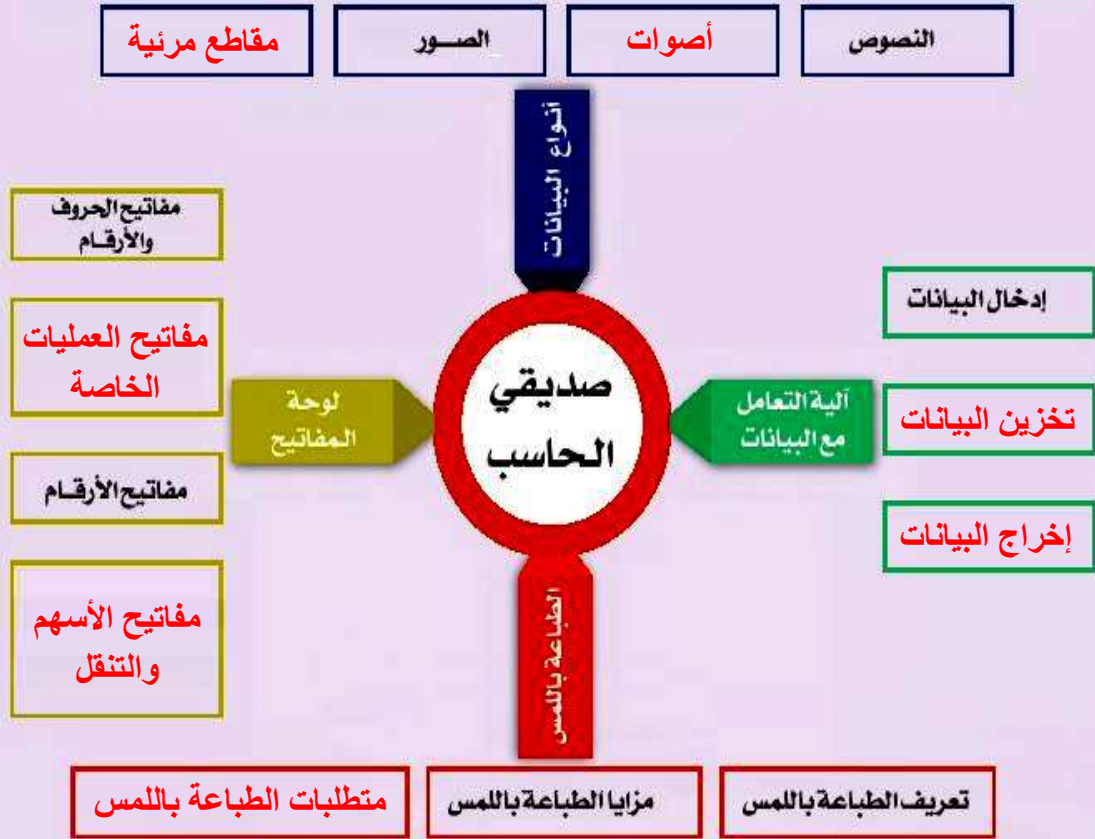 النصوص
أصوات
الصـــور
مقاطع مرئية
أنواع البيانات
صديقي
الحاسب
آلية التعامل
مع البيانات
إدخال البيانات
تخزين البيانات
إخراج البيانات
لوحة
المفاتيح
مفاتيح الحروف
والأرقـام
مفاتيح العمليات
الخاصة
مفاتيح الأرقـام
مفاتيح الأسهم
والتنقل
الطباعة باللمس
تعريف الطباعة باللمس
مزايا الطباعة باللمس
متطلبات الطباعة باللمس